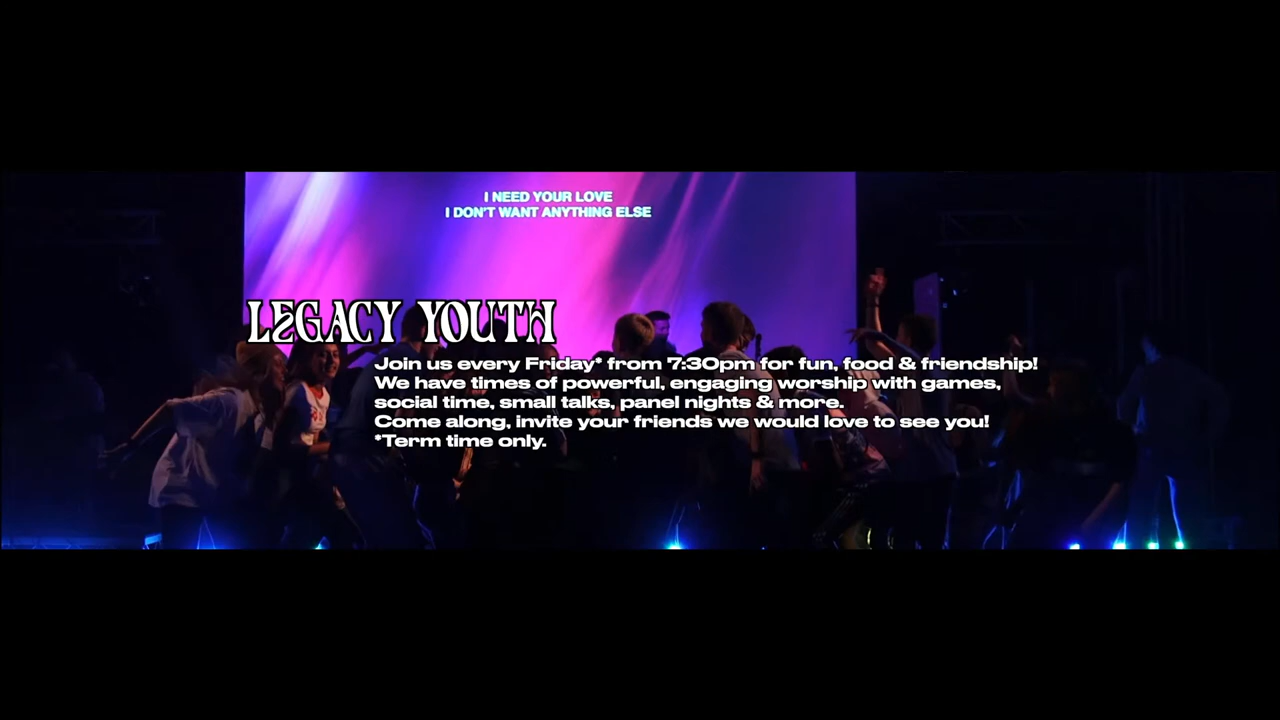 I NEED YOUR LOVE
I DON'T WANT ANYTHING ELSE
LEGACY YOUTH
Join us every Friday* from 7:30pm for fun, food & friendship!
We have times of powerful, engaging worship with games,
social time, small talks, panel nights & more.
Come along, invite your friends we would love to see you!
*Term time only.